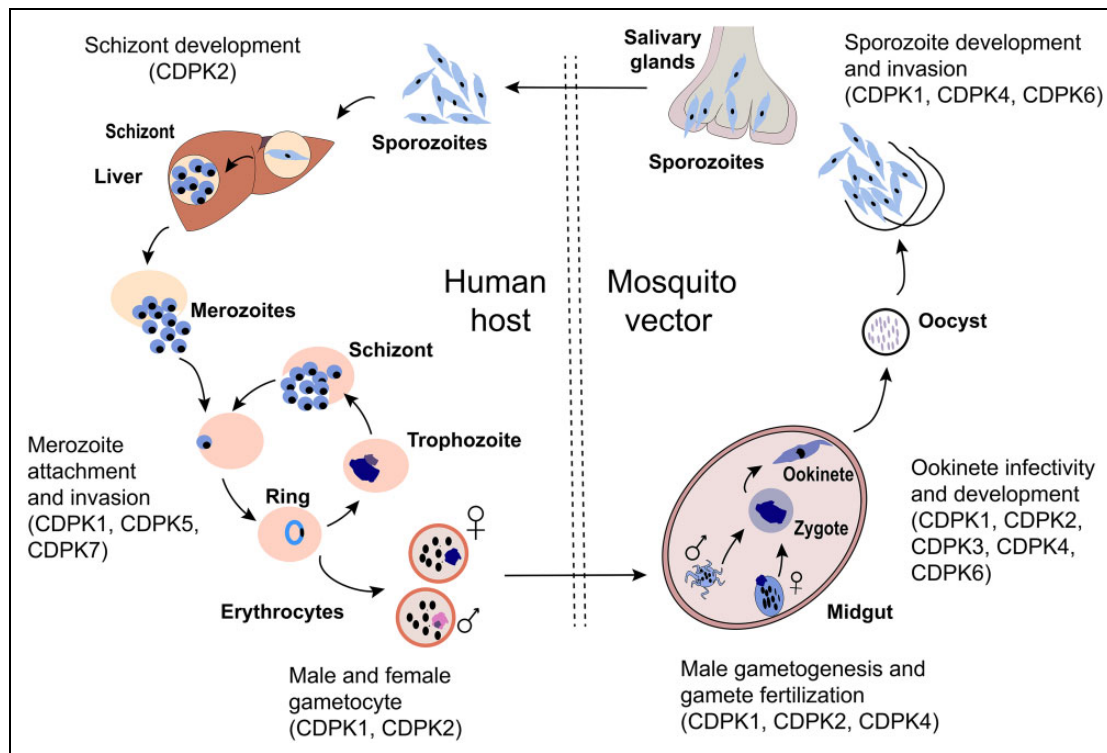 Schizont development
(CDPK2)
Schizont
Liver
Sporozoites
Salivary
glands
Sporozoites
Sporozoite development
and invasion
(CDPK1, CDPK4, CDPK6)
Merozoites
Human
host
Mosquito
vector
Oocyst
Schizont
Trophozoite
Merozoite
attachment
and invasion
(CDPK1, CDPK5,
CDPK7)
Ring
Erythrocytes
♀
♂
Male and female
gametocyte
(CDPK1, CDPK2)
Ookinete
Zygote
♂
♀
Midgut
Ookinete infectivity
and development
(CDPK1, CDPK2,
CDPK3, CDPK4,
CDPK6)
Male gametogenesis and
gamete fertilization
(CDPK1, CDPK2, CDPK4)